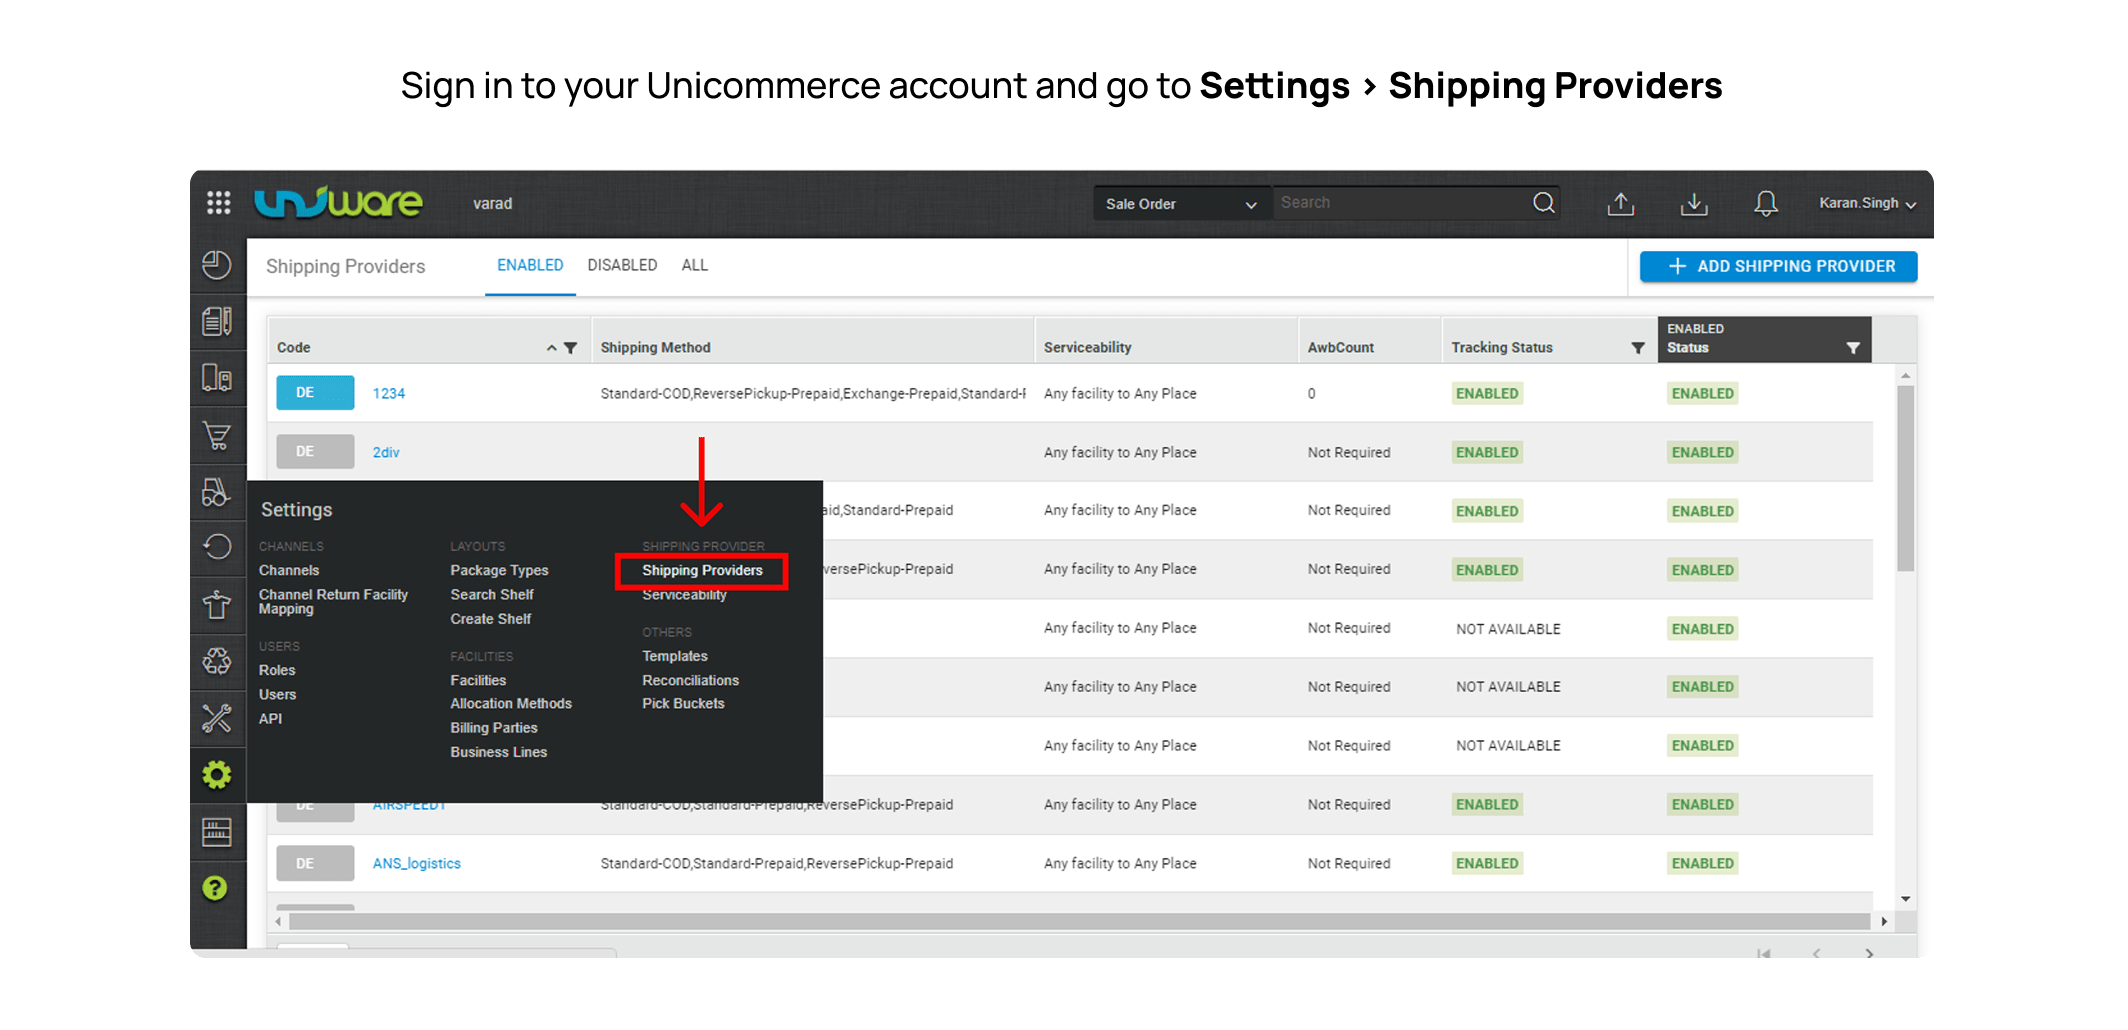 Sign in to your Unicommerce account and go to Settings > Shipping Providers
uniware varad Sale Order Search Karan.Singh
Shipping Providers ENABLED DISABLED ALL + ADD SHIPPING PROVIDER
Code Shipping Method Serviceability AwbCount Tracking Status ENABLED Status
DE 1234 Standard-COD,ReversePickup-Prepaid,Exchange-Prepaid,Standard- Any facility to Any Place 0 ENABLED ENABLED
DE 2div Any facility to Any Place Not Required ENABLED ENABLED
aid,Standard-Prepaid Any facility to Any Place Not Required ENABLED ENABLED
versePickup-Prepaid Any facility to Any Place Not Required ENABLED ENABLED
Any facility to Any Place Not Required NOT AVAILABLE ENABLED
Any facility to Any Place Not Required NOT AVAILABLE ENABLED
Any facility to Any Place Not Required NOT AVAILABLE ENABLED
DE AIRSPEED1 Standard-COD,Standard-Prepaid,ReversePickup-Prepaid Any facility to Any Place Not Required ENABLED ENABLED
DE ANS_logistics Standard-COD,Standard-Prepaid,ReversePickup-Prepaid Any facility to Any Place Not Required ENABLED ENABLED
Settings
CHANNELS
Channels
Channel Return Facility
Mapping
USERS
Roles
Users
API
LAYOUTS
Package Types
Search Shelf
Create Shelf
FACILITIES
Facilities
Allocation Methods
Billing Parties
Business Lines
SHIPPING PROVIDER
Shipping Providers
Serviceability
OTHERS
Templates
Reconciliations
Pick Buckets
?